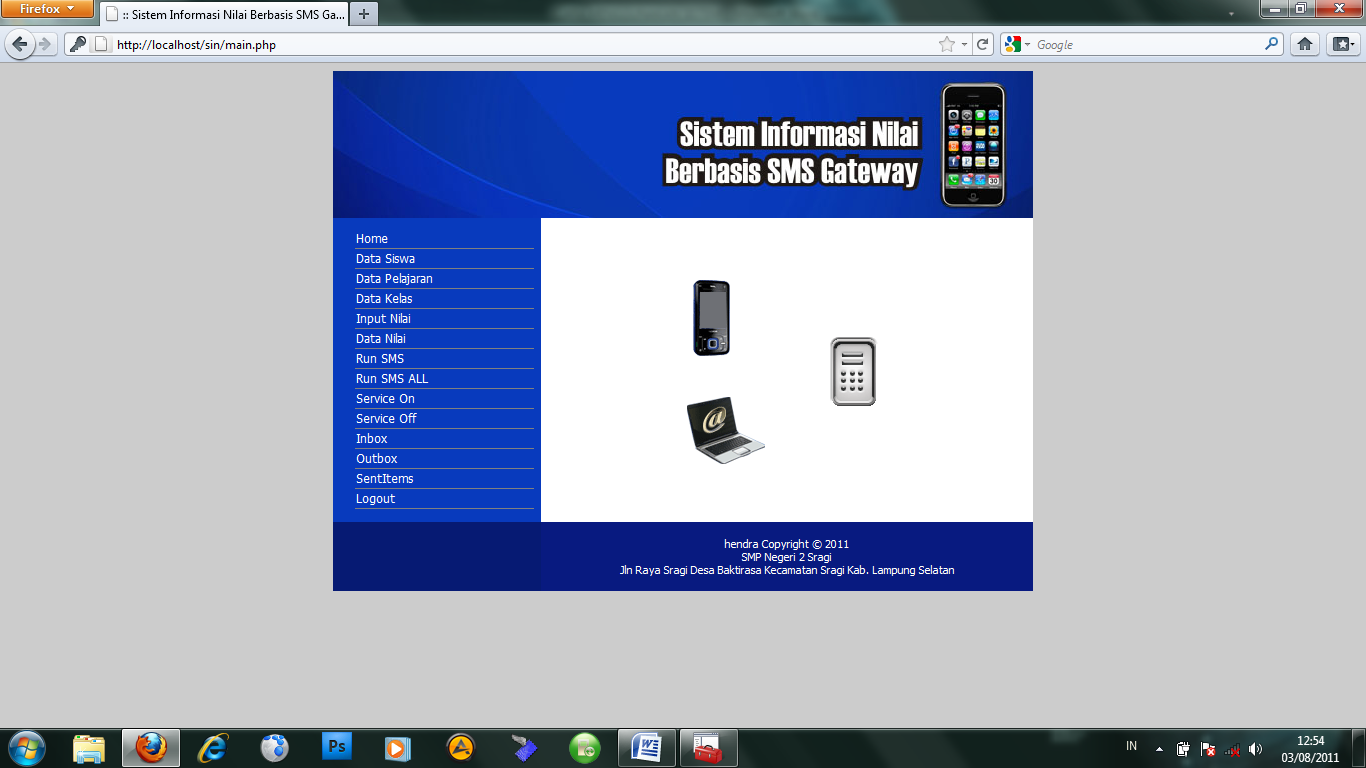 Firefox
:: Sistem Informasi Nilai Berbasis SMS Ga...
http://localhost/sin/main.php
Google
Sistem Informasi Nilai
Berbasis SMS Gateway
Home
Data Siswa
Data Pelajaran
Data Kelas
Input Nilai
Data Nilai
Run SMS
Run SMS ALL
Service On
Service Off
Inbox
Outbox
SentItems
Logout
hendra Copyright © 2011
SMP Negeri 2 Sragi
Jln Raya Sragi Desa Baktirasa Kecamatan Sragi Kab. Lampung Selatan
Ps
IN
12:54
03/08/2011